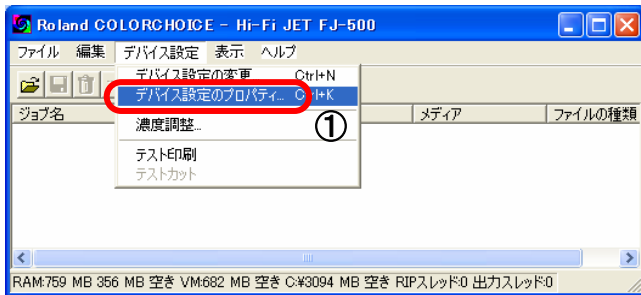 Roland COLORCHOICE - Hi-Fi JET FJ-500
ファイル 編集 デバイス設定 表示 ヘルプ
デバイス設定の変更 Ctrl+N
デバイス設定のプロパティ... Ctrl+K
ジョブ名 メディア ファイルの種類
濃度調整... ①
テスト印刷
テストカット
RAM:759 MB 356 MB 空き VM:682 MB 空き C:¥3094 MB 空き RIPスレッド:0 出力スレッド:0